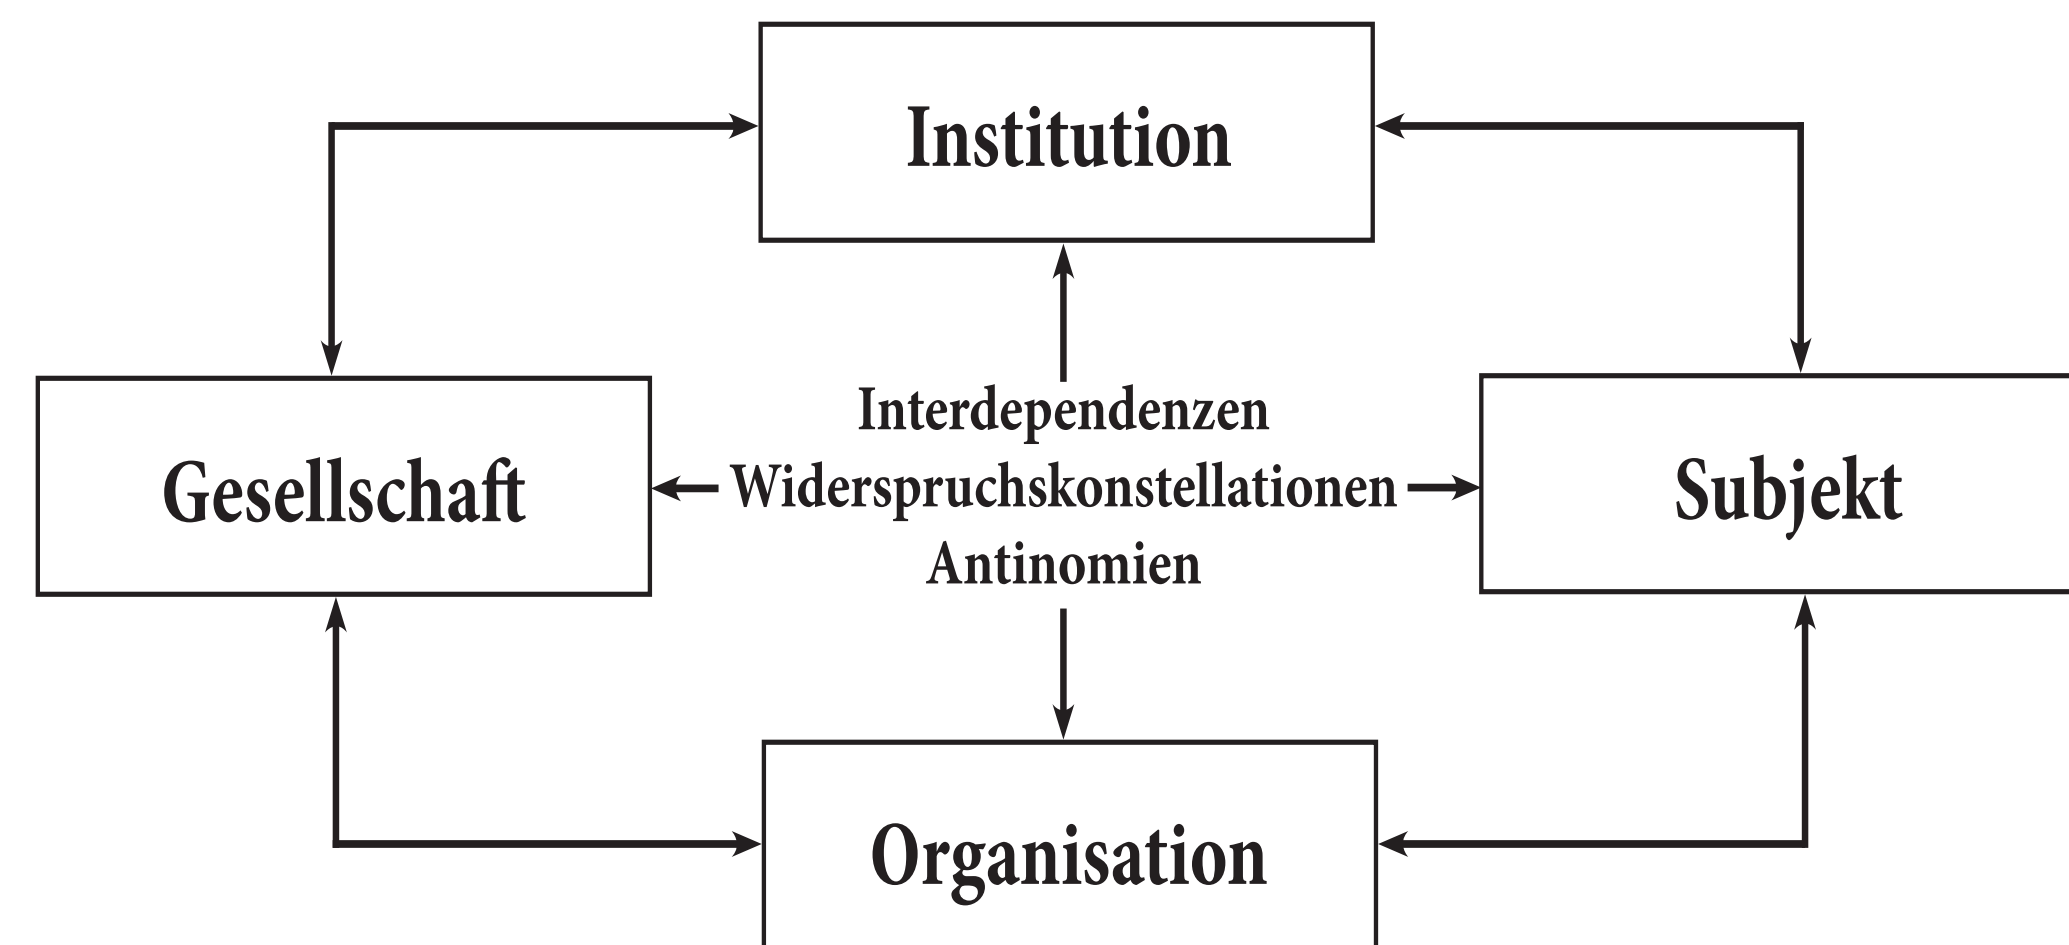 Institution
Interdependenzen
Gesellschaft
Widerspruchskonstellationen
Subjekt
Antinomien
Organisation